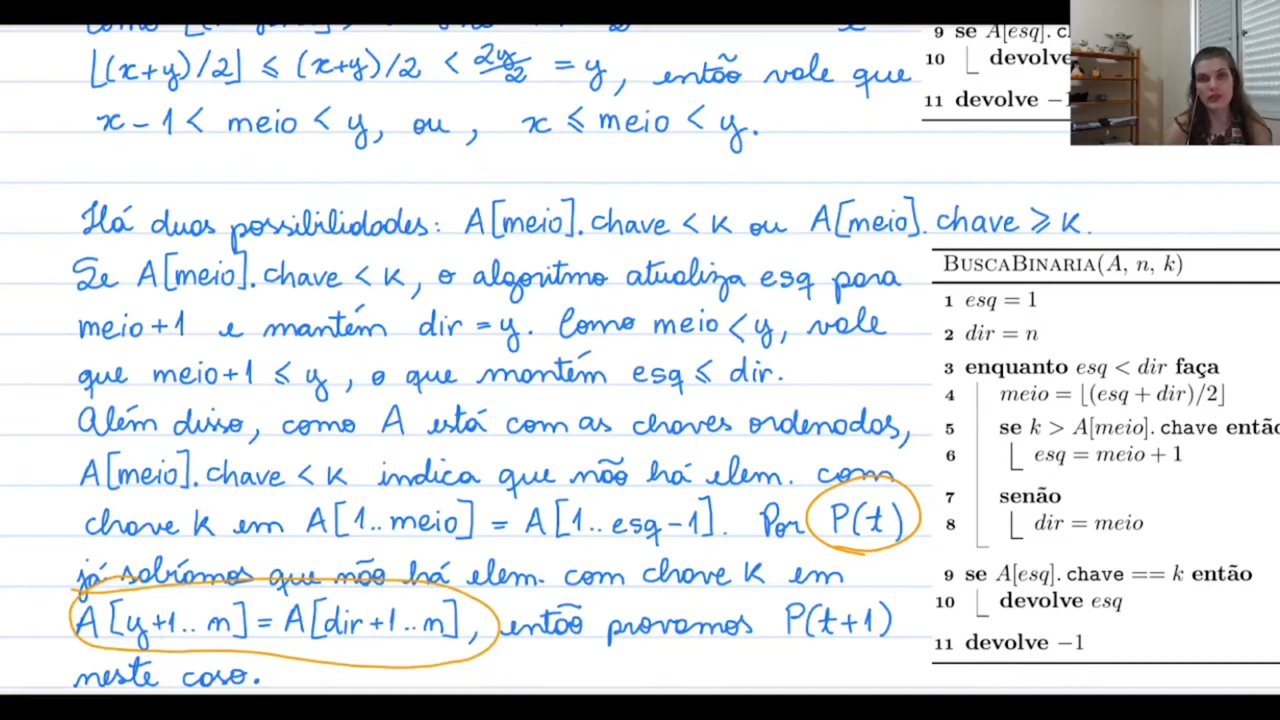 ⌊(x+y)/2⌋ ≤ (x+y)/2 < 2y/2 = y, então vale que
x-1 < meio < y, ou, x ≤ meio < y.
Há duas possibilidades: A[meio].chave < k ou A[meio].chave ≥ k.
Se A[meio].chave < k, o algoritmo atualiza esq para
meio+1 e mantém dir = y. Como meio < y, vale
que meio+1 ≤ y, o que mantém esq ≤ dir.
Além disso, como A está com as chaves ordenadas,
A[meio].chave < k indica que não há elem. com
chave k em A[1..meio] = A[1..esq-1]. Por P(t)
já sabíamos que não há elem. com chave k em
A[y+1..n] = A[dir+1..n], então provamos P(t+1)
neste caso.
9 se A[esq].c
10 devolve
11 devolve −1
BUSCABINARIA(A, n, k)
1 esq = 1
2 dir = n
3 enquanto esq < dir faça
4 meio = ⌊(esq + dir)/2⌋
5 se k > A[meio].chave então
6 esq = meio + 1
7 senão
8 dir = meio
9 se A[esq].chave == k então
10 devolve esq
11 devolve −1